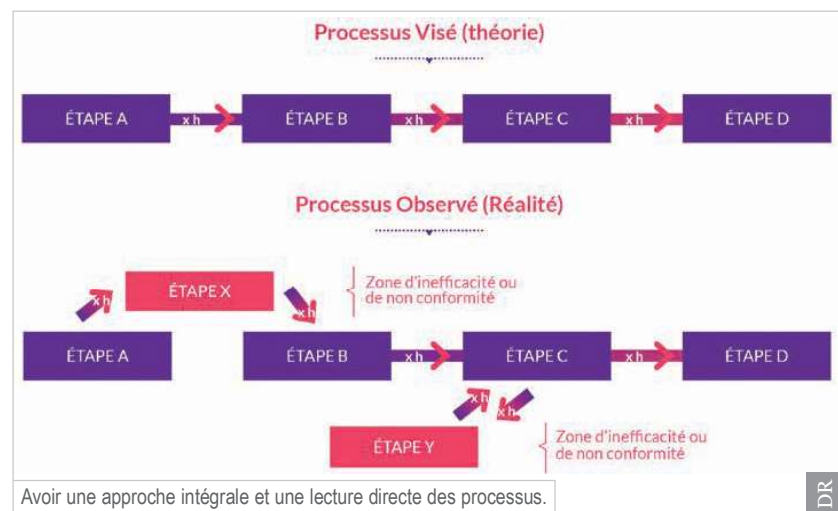 Processus Visé (théorie)
ÉTAPE A
x h
ÉTAPE B
x h
ÉTAPE C
x h
ÉTAPE D
Processus Observé (Réalité)
ÉTAPE X
Zone d'inefficacité ou
de non conformité
x h
x h
ÉTAPE A
ÉTAPE B
x h
ÉTAPE C
x h
ÉTAPE D
x h
x h
ÉTAPE Y
Zone d'inefficacité ou
de non conformité
Avoir une approche intégrale et une lecture directe des processus.
DR